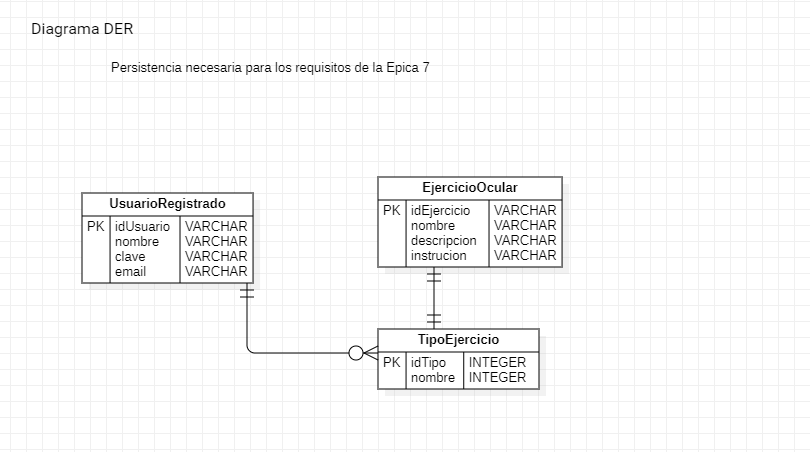 Diagrama DER
Persistencia necesaria para los requisitos de la Epica 7
UsuarioRegistrado
PK idUsuario VARCHAR
nombre VARCHAR
clave VARCHAR
email VARCHAR
EjercicioOcular
PK idEjercicio VARCHAR
nombre VARCHAR
descripcion VARCHAR
instrucion VARCHAR
TipoEjercicio
PK idTipo INTEGER
nombre INTEGER